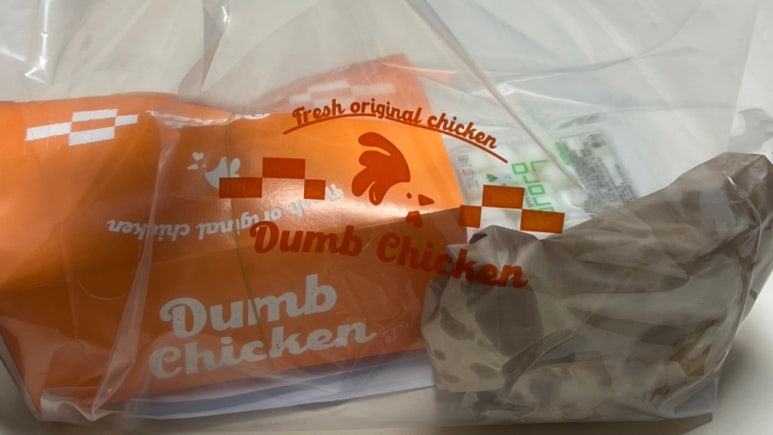 Fresh original chicken
Dumb Chicken
Fresh original chicken
Dumb
Chicken